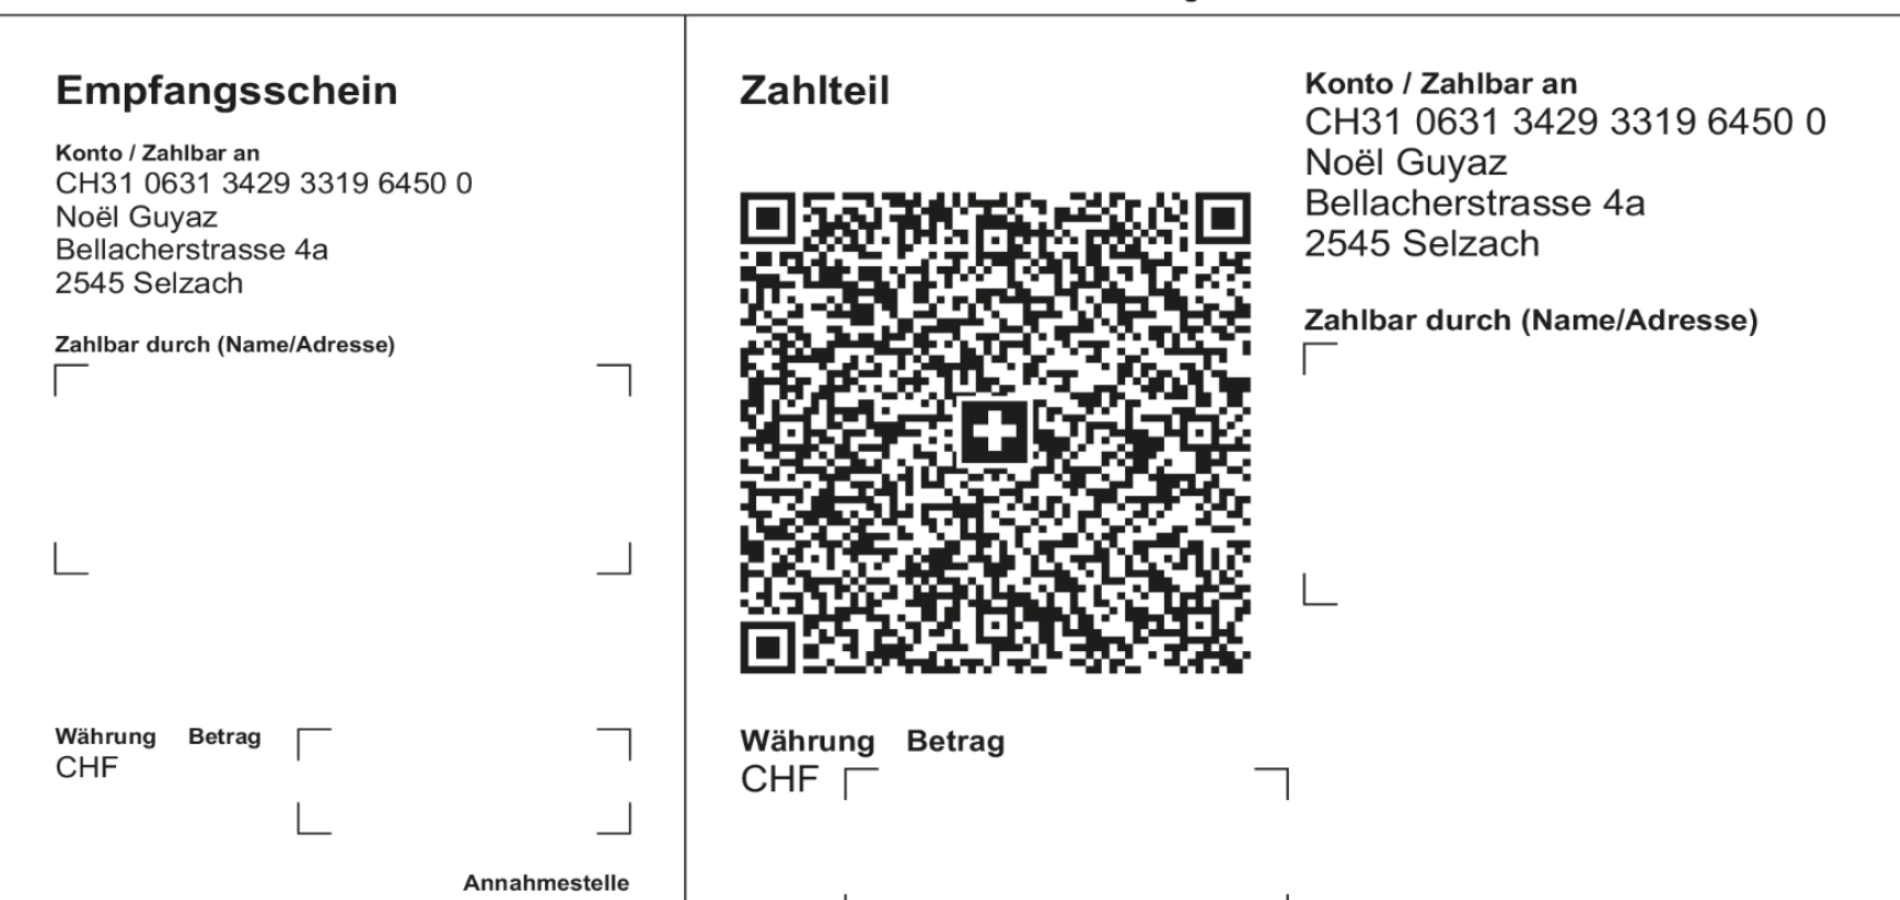 Empfangsschein
Konto / Zahlbar an
CH31 0631 3429 3319 6450 0
Noël Guyaz
Bellacherstrasse 4a
2545 Selzach
Zahlbar durch (Name/Adresse)
Währung Betrag
CHF
Annahmestelle
Zahlteil
Währung Betrag
CHF
Konto / Zahlbar an
CH31 0631 3429 3319 6450 0
Noël Guyaz
Bellacherstrasse 4a
2545 Selzach
Zahlbar durch (Name/Adresse)